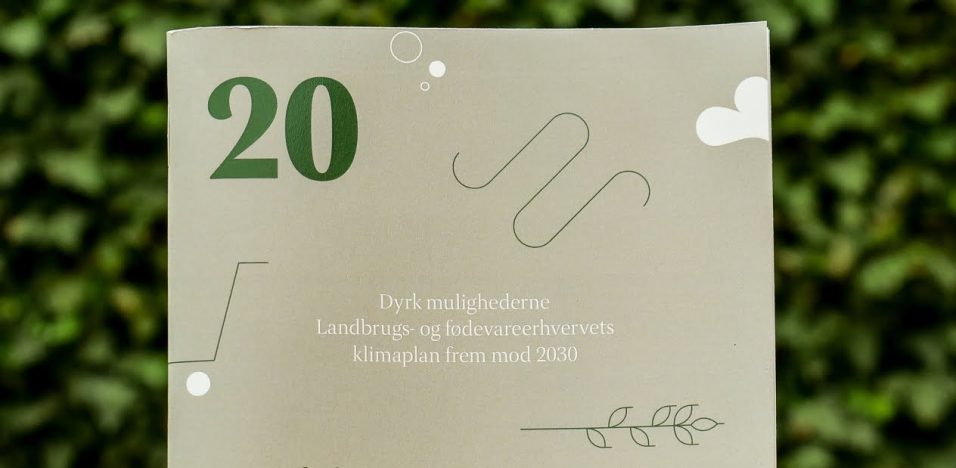 20
Dyrk mulighederne
Landbrugs- og fødevareerhvervets
klimaplan frem mod 2030